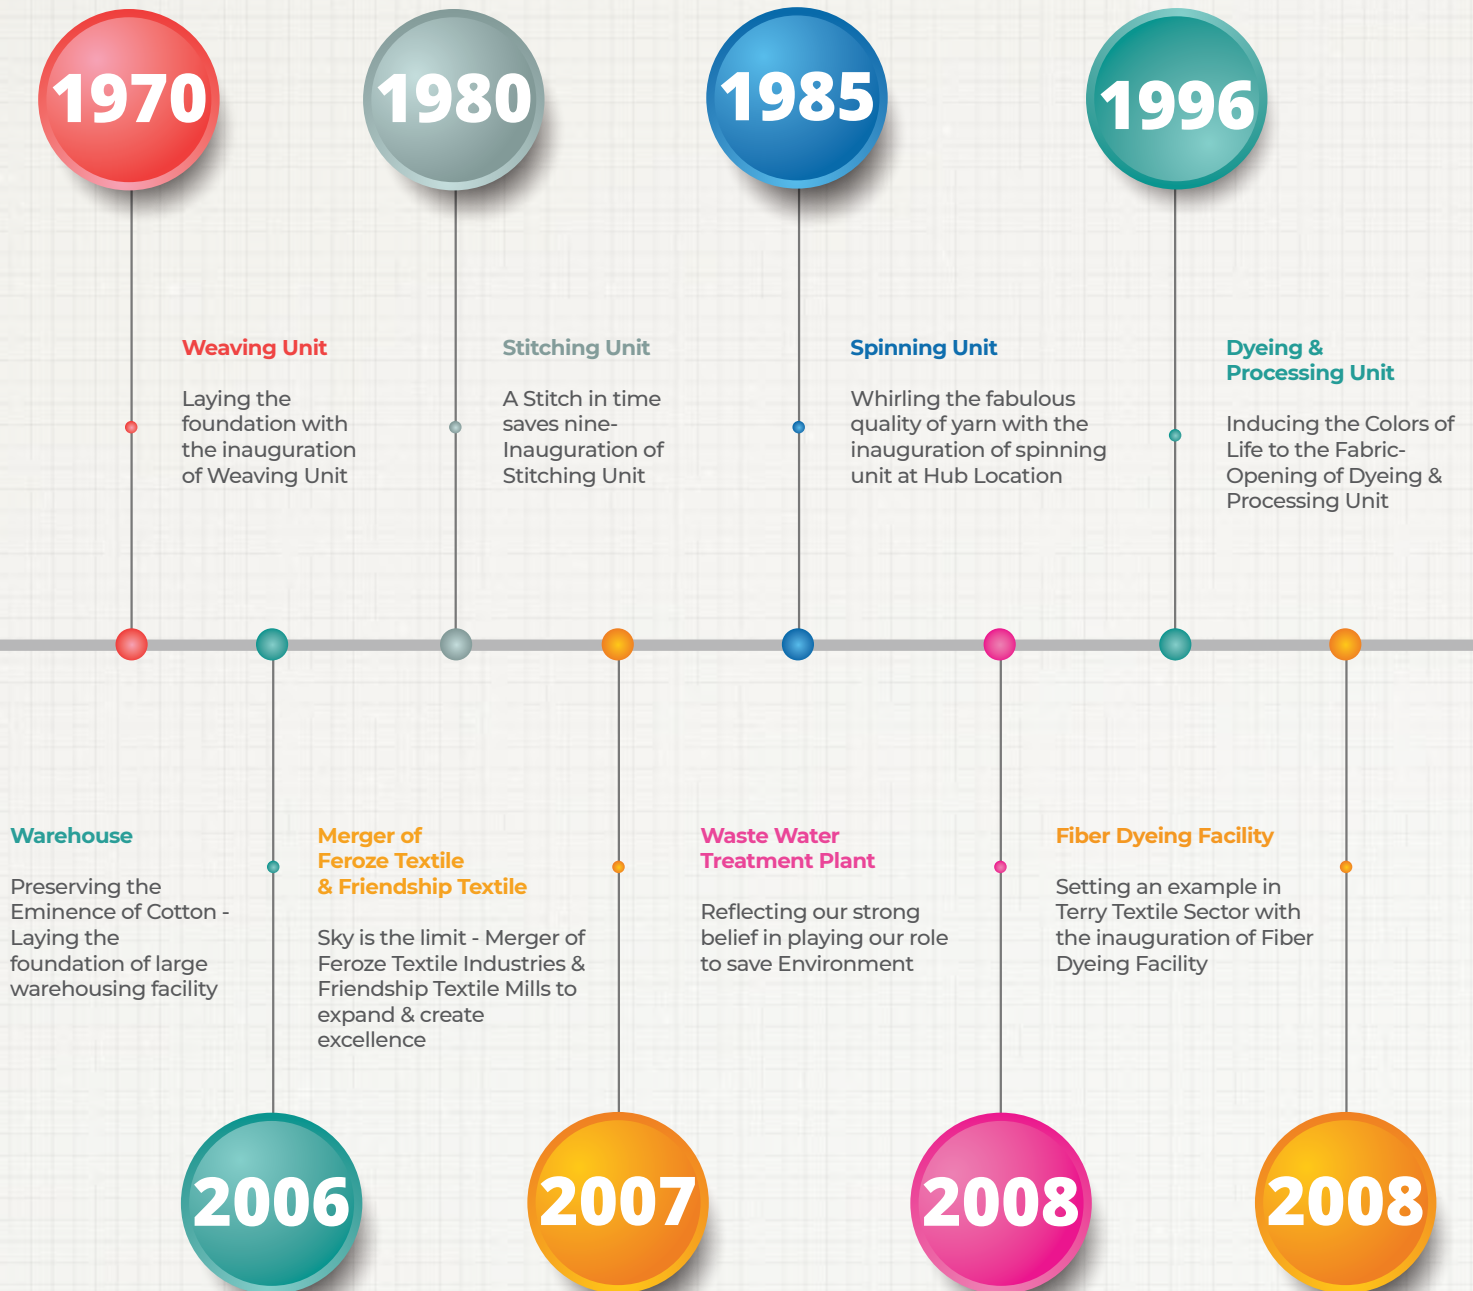 1970
1980
1985
1996
Weaving Unit
Laying the
foundation with
the inauguration
of Weaving Unit
Stitching Unit
A Stitch in time
saves nine-
Inauguration of
Stitching Unit
Spinning Unit
Whirling the fabulous
quality of yarn with the
inauguration of spinning
unit at Hub Location
Dyeing &
Processing Unit
Inducing the Colors of
Life to the Fabric-
Opening of Dyeing &
Processing Unit
Warehouse
Preserving the
Eminence of Cotton -
Laying the
foundation of large
warehousing facility
Merger of
Feroze Textile
& Friendship Textile
Sky is the limit - Merger of
Feroze Textile Industries &
Friendship Textile Mills to
expand & create
excellence
Waste Water
Treatment Plant
Reflecting our strong
belief in playing our role
to save Environment
Fiber Dyeing Facility
Setting an example in
Terry Textile Sector with
the inauguration of Fiber
Dyeing Facility
2006
2007
2008
2008